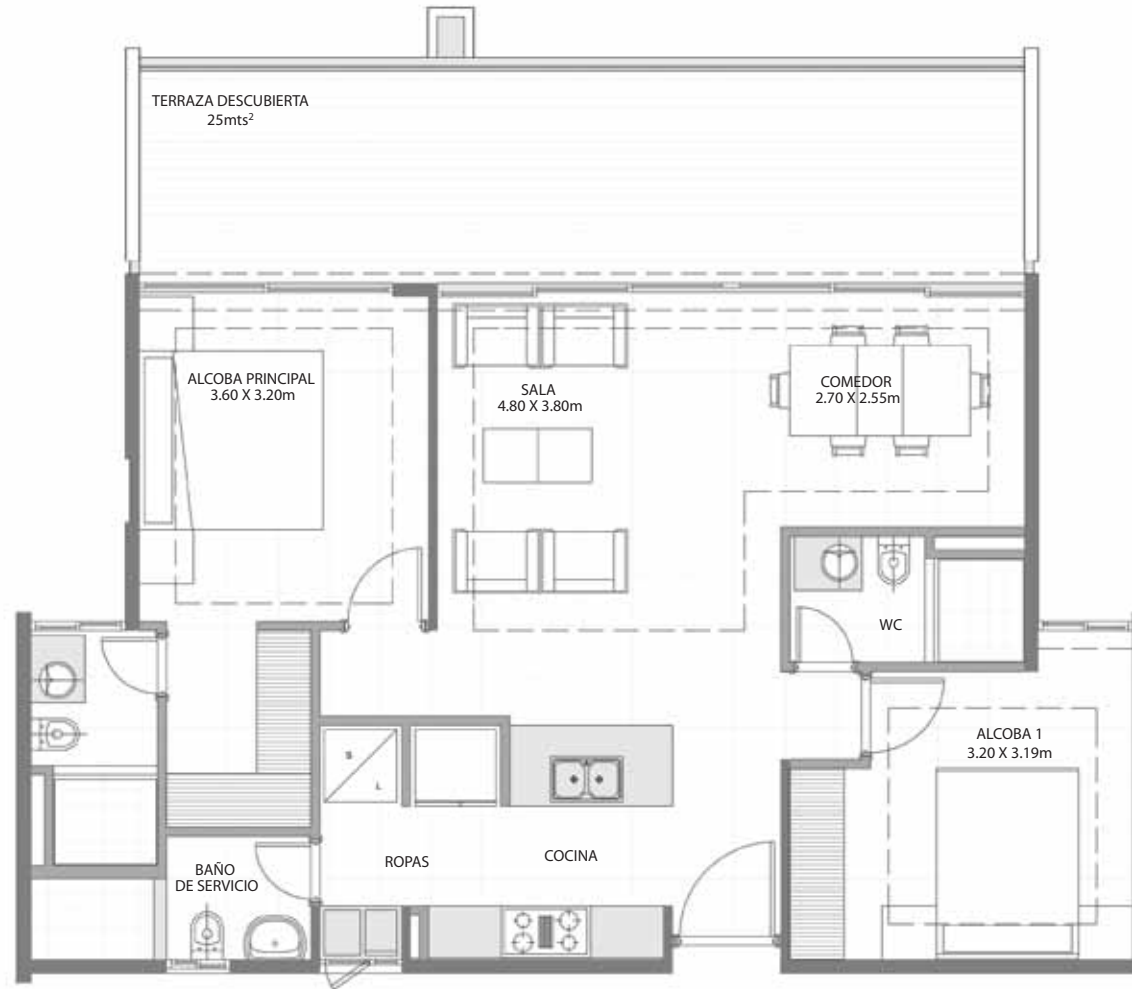 TERRAZA DESCUBIERTA
25mts²
ALCOBA PRINCIPAL
3.60 X 3.20m
SALA
4.80 X 3.80m
COMEDOR
2.70 X 2.55m
WC
ALCOBA 1
3.20 X 3.19m
S
L
ROPAS
COCINA
BAÑO
DE SERVICIO